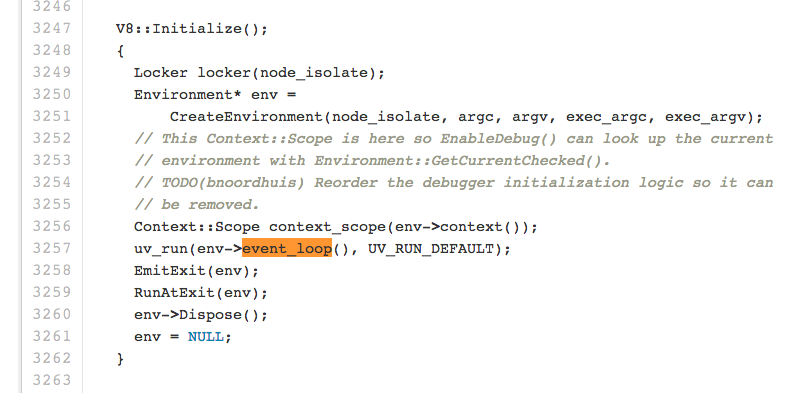 3246
3247 V8::Initialize();
3248 {
3249 Locker locker(node_isolate);
3250 Environment* env =
3251 CreateEnvironment(node_isolate, argc, argv, exec_argc, exec_argv);
3252 // This Context::Scope is here so EnableDebug() can look up the current
3253 // environment with Environment::GetCurrentChecked().
3254 // TODO(bnoordhuis) Reorder the debugger initialization logic so it can
3255 // be removed.
3256 Context::Scope context_scope(env->context());
3257 uv_run(env->event_loop(), UV_RUN_DEFAULT);
3258 EmitExit(env);
3259 RunAtExit(env);
3260 env->Dispose();
3261 env = NULL;
3262 }
3263